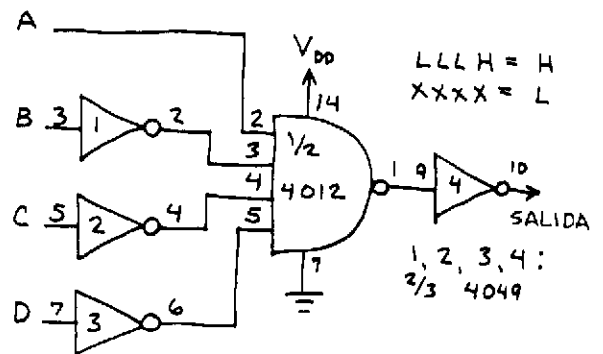 A
V_DD
LLLH = H
XXXX = L
14
B 3 1 2
2
3
4
5
1/2
4012
1
9 4 10
SALIDA
C 5 2 4
7
1, 2, 3, 4:
2/3 4049
D 7 3 6